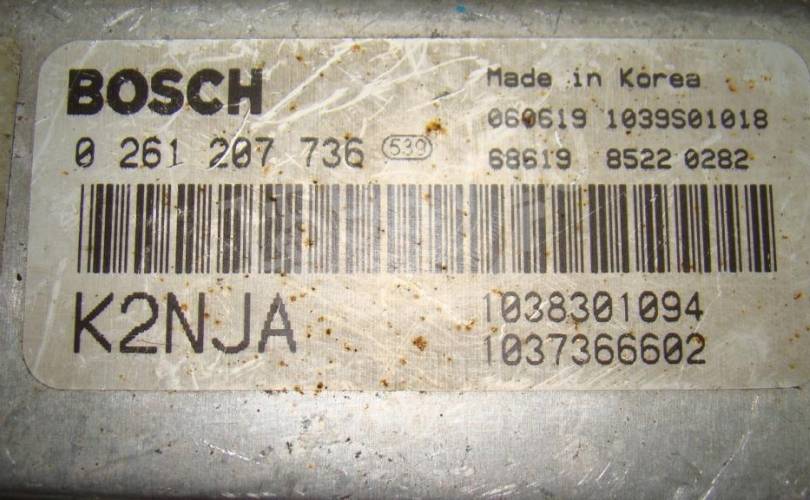 BOSCH
Made in Korea
060619 1039S01018
0 261 207 736 539
68619 8522 0282
K2NJA
1038301094
1037366602